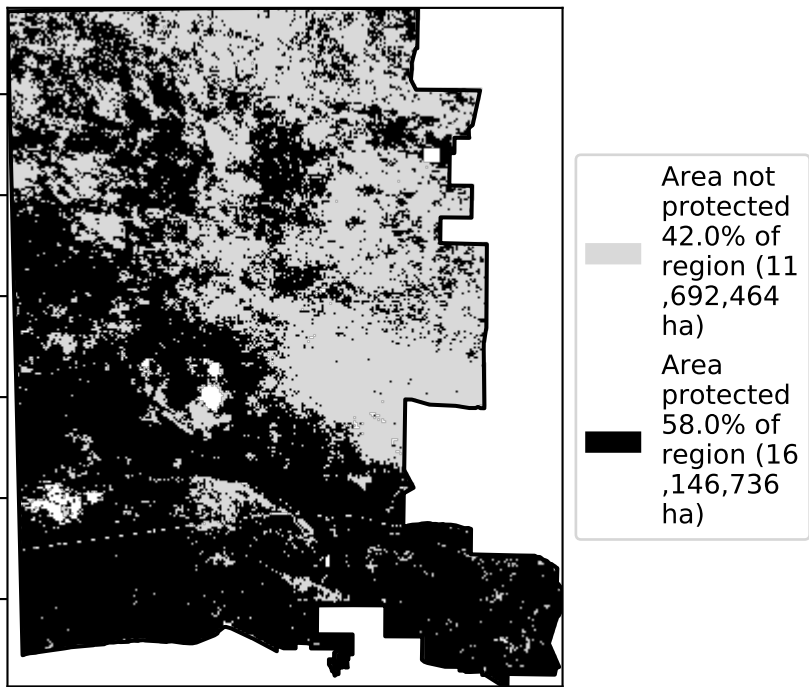 Area not
protected
42.0% of
region (11
,692,464
ha)
Area
protected
58.0% of
region (16
,146,736
ha)